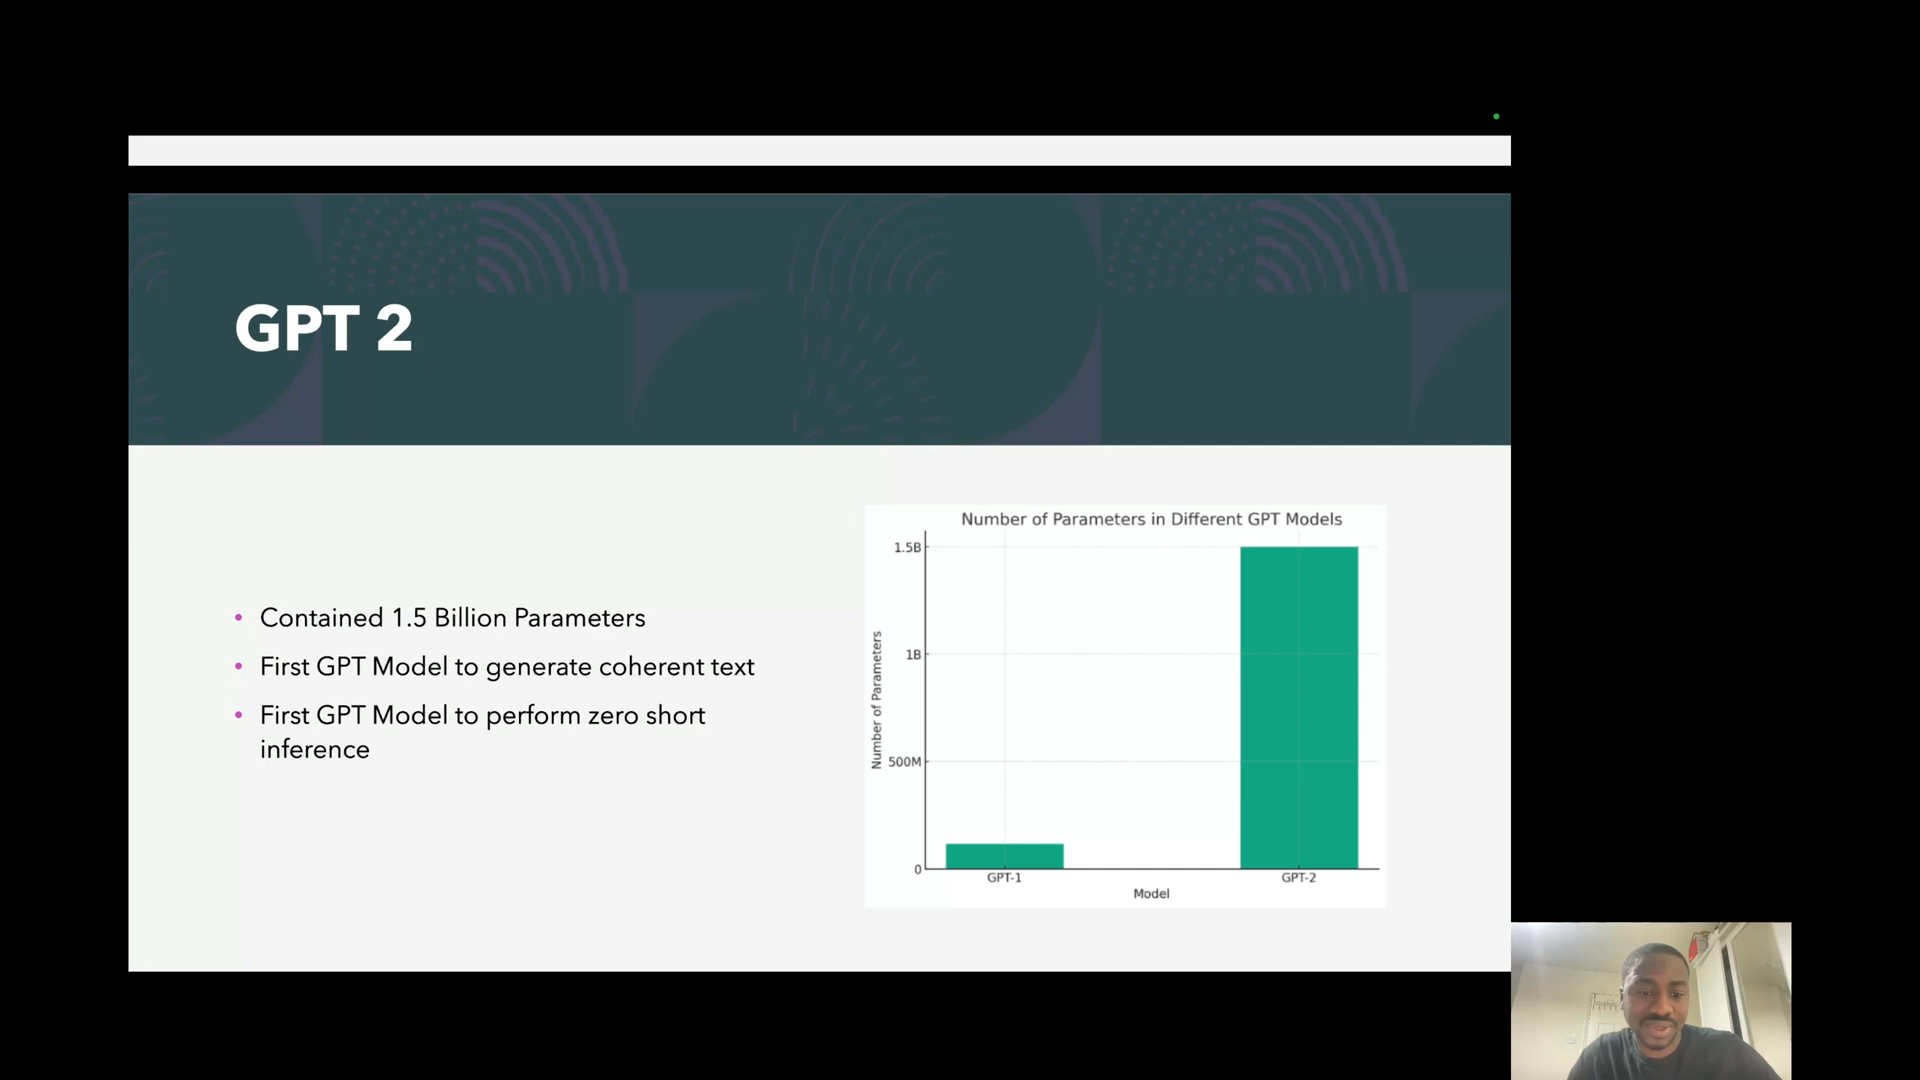 GPT 2
• Contained 1.5 Billion Parameters
• First GPT Model to generate coherent text
• First GPT Model to perform zero short
inference
Number of Parameters in Different GPT Models
Number of Parameters
1.5B
1B
500M
0
GPT-1
GPT-2
Model